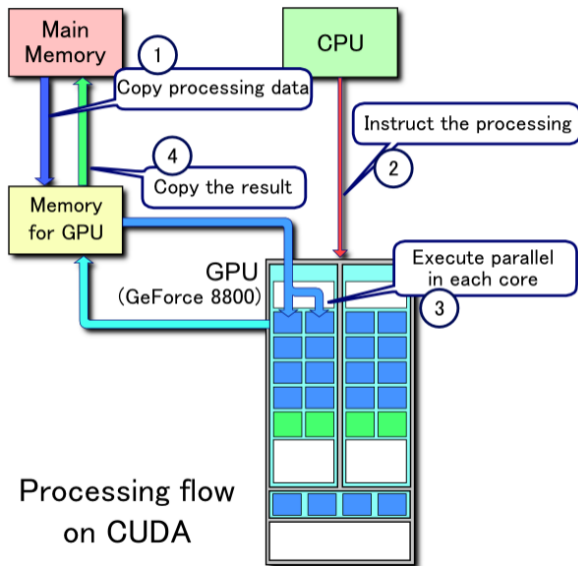 Main
Memory
CPU
1
Copy processing data
Instruct the processing
2
4
Copy the result
Memory
for GPU
GPU
(GeForce 8800)
Execute parallel
in each core
3
Processing flow
on CUDA